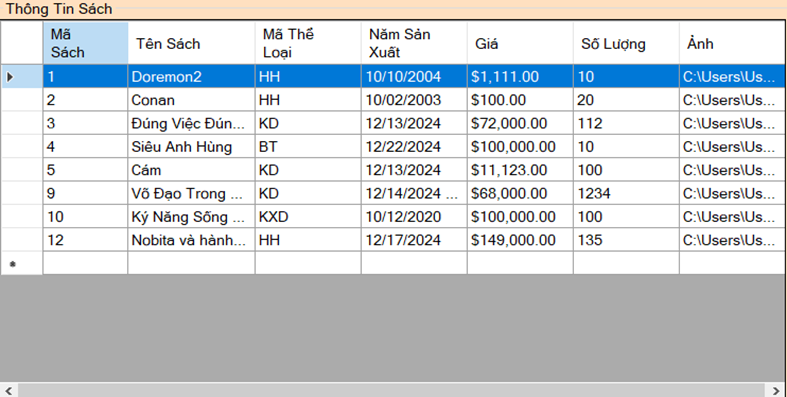 Thông Tin Sách
Mã Sách Tên Sách Mã Thể Loại Năm Sản Xuất Giá Số Lượng Ảnh
1 Doremon2 HH 10/10/2004 $1,111.00 10 C:\Users\Us...
2 Conan HH 10/02/2003 $100.00 20 C:\Users\Us...
3 Đúng Việc Đún... KD 12/13/2024 $72,000.00 112 C:\Users\Us...
4 Siêu Anh Hùng BT 12/22/2024 $100,000.00 10 C:\Users\Us...
5 Cám KD 12/13/2024 $11,123.00 100 C:\Users\Us...
9 Võ Đạo Trong ... KD 12/14/2024 ... $68,000.00 1234 C:\Users\Us...
10 Ký Năng Sống ... KXD 10/12/2020 $100,000.00 100 C:\Users\Us...
12 Nobita và hành... HH 12/17/2024 $149,000.00 135 C:\Users\Us...